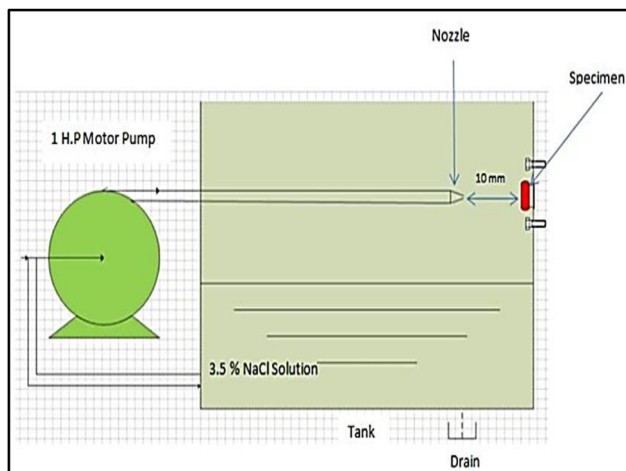 Nozzle
Specimen
1 H.P Motor Pump
10 mm
3.5 % NaCl Solution
Tank
Drain